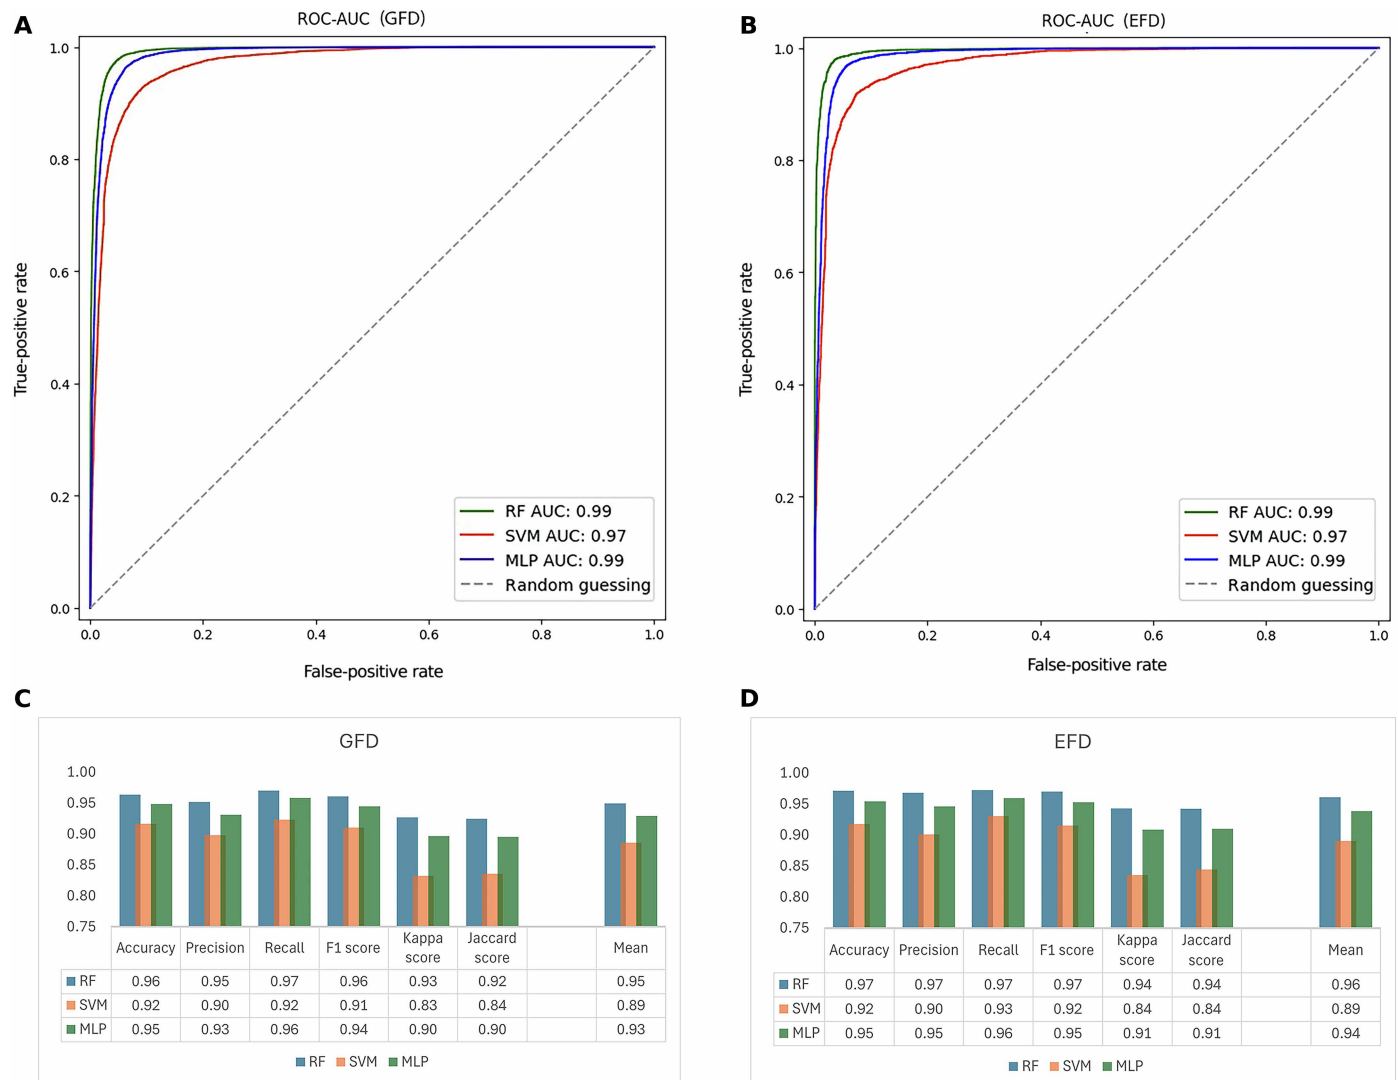 A
ROC-AUC (GFD)
1.0
0.8
0.6
0.4
0.2
0.0
True-positive rate
RF AUC: 0.99
SVM AUC: 0.97
MLP AUC: 0.99
Random guessing
0.0 0.2 0.4 0.6 0.8 1.0
False-positive rate
B
ROC-AUC (EFD)
1.0
0.8
0.6
0.4
0.2
0.0
True-positive rate
RF AUC: 0.99
SVM AUC: 0.97
MLP AUC: 0.99
Random guessing
0.0 0.2 0.4 0.6 0.8 1.0
False-positive rate
C
GFD
1.00
0.95
0.90
0.85
0.80
0.75
Accuracy Precision Recall F1 score Kappa score Jaccard score Mean
RF 0.96 0.95 0.97 0.96 0.93 0.92 0.95
SVM 0.92 0.90 0.92 0.91 0.83 0.84 0.89
MLP 0.95 0.93 0.96 0.94 0.90 0.90 0.93
RF SVM MLP
D
EFD
1.00
0.95
0.90
0.85
0.80
0.75
Accuracy Precision Recall F1 score Kappa score Jaccard score Mean
RF 0.97 0.97 0.97 0.97 0.94 0.94 0.96
SVM 0.92 0.90 0.93 0.92 0.84 0.84 0.89
MLP 0.95 0.95 0.96 0.95 0.91 0.91 0.94
RF SVM MLP